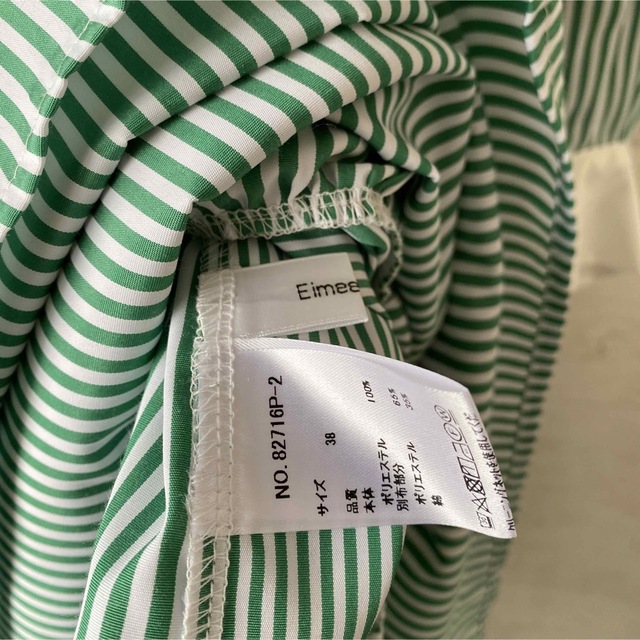 Eimee
NO. 82716P-2
サイズ 38
品質
本体 ポリエステル 100%
別布部分 ポリエステル 65%
綿 35%